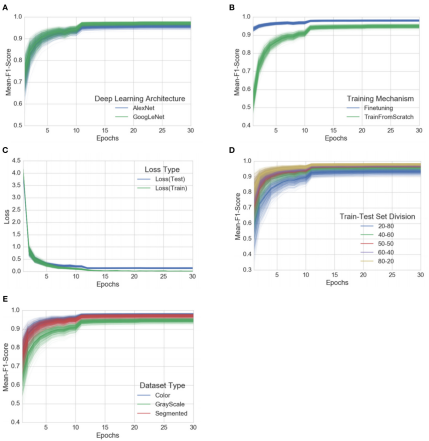 A
Mean-F1-Score
1.0
0.9
0.8
0.7
0.6
0.5
Deep Learning Architecture
AlexNet
GoogLeNet
5 10 15 20 25 30
Epochs
B
Mean-F1-Score
1.0
0.9
0.8
0.7
0.6
0.5
0.4
Training Mechanism
Finetuning
TrainFromScratch
5 10 15 20 25 30
Epochs
C
Loss
4.5
4.0
3.5
3.0
2.5
2.0
1.5
1.0
0.5
0.0
Loss Type
Loss(Test)
Loss(Train)
5 10 15 20 25 30
Epochs
D
Mean-F1-Score
1.0
0.9
0.8
0.7
0.6
0.5
0.4
0.3
Train-Test Set Division
20-80
40-60
50-50
60-40
80-20
5 10 15 20 25 30
Epochs
E
Mean-F1-Score
1.0
0.9
0.8
0.7
0.6
0.5
0.4
Dataset Type
Color
GrayScale
Segmented
5 10 15 20 25 30
Epochs